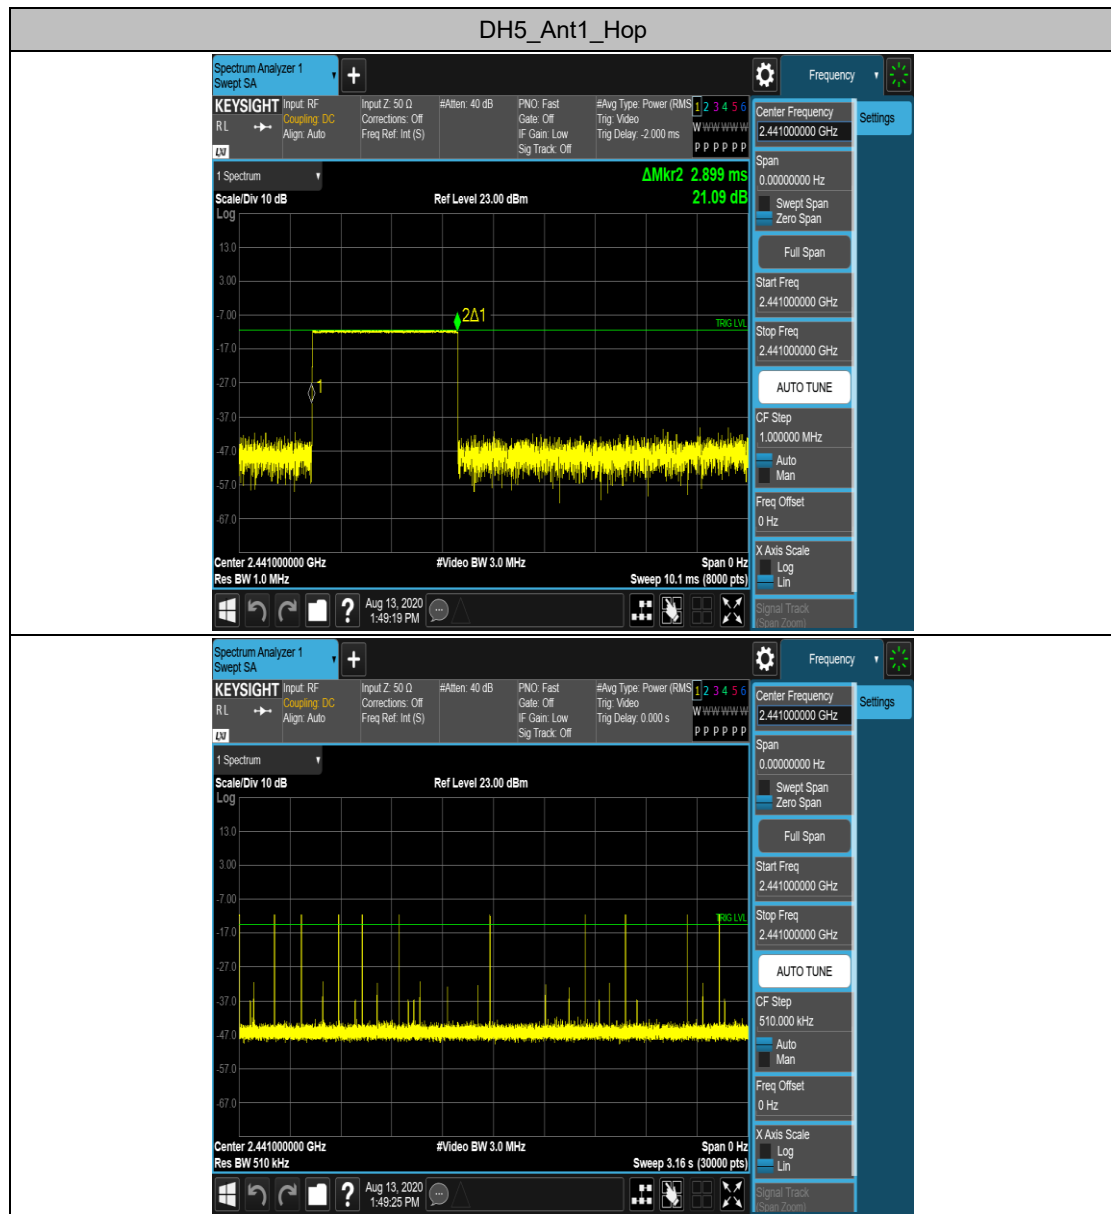 DH5_Ant1_Hop
Spectrum Analyzer 1
Swept SA
Frequency
KEYSIGHT
RL
LXI
Input: RF
Coupling: DC
Align: Auto
Input Z: 50 Ω
Corrections: Off
Freq Ref: Int (S)
#Atten: 40 dB
PNO: Fast
Gate: Off
IF Gain: Low
Sig Track: Off
#Avg Type: Power (RMS
Trig: Video
Trig Delay: -2.000 ms
1 2 3 4 5 6
W W W W W W
P P P P P P
Center Frequency
2.441000000 GHz
Settings
Span
0.00000000 Hz
Swept Span
Zero Span
Full Span
Start Freq
2.441000000 GHz
Stop Freq
2.441000000 GHz
AUTO TUNE
CF Step
1.000000 MHz
Auto
Man
Freq Offset
0 Hz
X Axis Scale
Log
Lin
Signal Track
(Span Zoom)
1 Spectrum
ΔMkr2 2.899 ms
21.09 dB
Scale/Div 10 dB
Ref Level 23.00 dBm
Log
13.0
3.00
-7.00
-17.0
-27.0
-37.0
-47.0
-57.0
-67.0
2Δ1
TRIG LVL
1
Center 2.441000000 GHz
#Video BW 3.0 MHz
Span 0 Hz
Res BW 1.0 MHz
Sweep 10.1 ms (8000 pts)
?
Aug 13, 2020
1:49:19 PM
Spectrum Analyzer 1
Swept SA
Frequency
KEYSIGHT
RL
LXI
Input: RF
Coupling: DC
Align: Auto
Input Z: 50 Ω
Corrections: Off
Freq Ref: Int (S)
#Atten: 40 dB
PNO: Fast
Gate: Off
IF Gain: Low
Sig Track: Off
#Avg Type: Power (RMS
Trig: Video
Trig Delay: 0.000 s
1 2 3 4 5 6
W W W W W W
P P P P P P
Center Frequency
2.441000000 GHz
Settings
Span
0.00000000 Hz
Swept Span
Zero Span
Full Span
Start Freq
2.441000000 GHz
Stop Freq
2.441000000 GHz
AUTO TUNE
CF Step
510.000 kHz
Auto
Man
Freq Offset
0 Hz
X Axis Scale
Log
Lin
Signal Track
(Span Zoom)
1 Spectrum
Scale/Div 10 dB
Ref Level 23.00 dBm
Log
13.0
3.00
-7.00
-17.0
-27.0
-37.0
-47.0
-57.0
-67.0
TRIG LVL
Center 2.441000000 GHz
#Video BW 3.0 MHz
Span 0 Hz
Res BW 510 kHz
Sweep 3.16 s (30000 pts)
?
Aug 13, 2020
1:49:25 PM